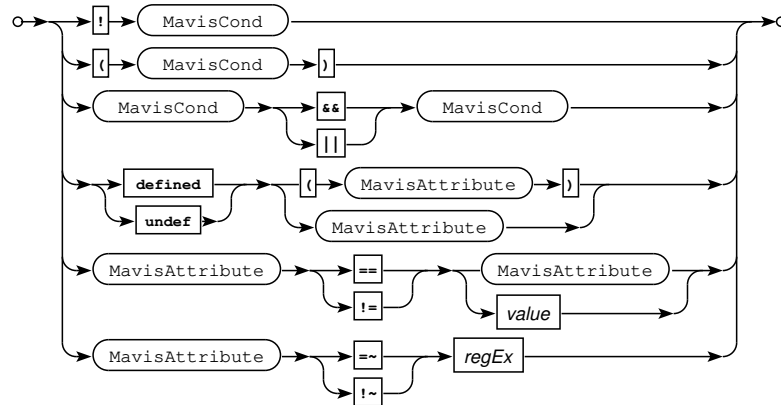 ! MavisCond
( MavisCond )
MavisCond && MavisCond
||
defined ( MavisAttribute )
undef MavisAttribute
MavisAttribute == MavisAttribute
!= value
MavisAttribute =~ regEx
!~